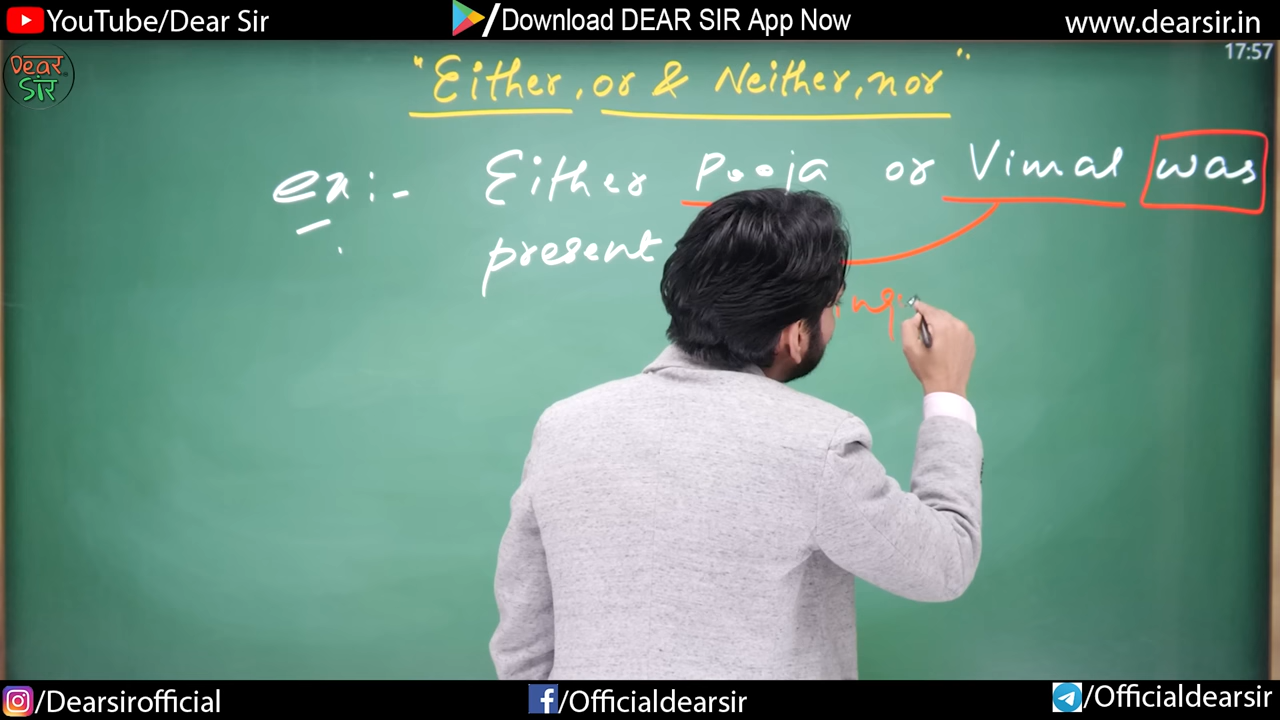 YouTube/Dear Sir
/Download DEAR SIR App Now
www.dearsir.in
17:57
Dear
सिर
"Either, or & Neither, nor"
ex:- Either Pooja or Vimal was
present
/Dearsirofficial
/Officialdearsir
/Officialdearsir